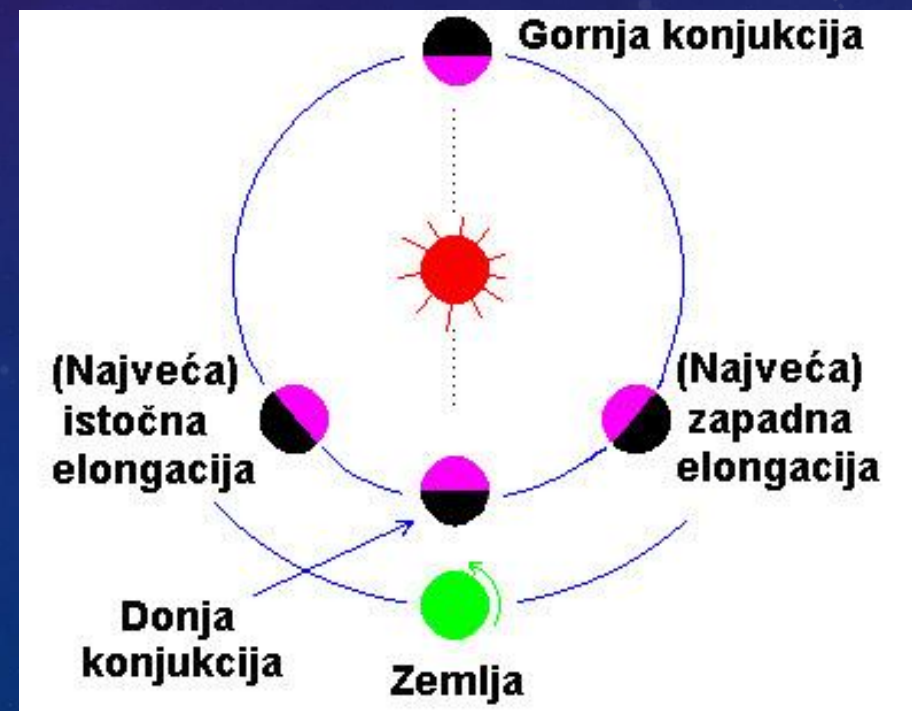 Gornja konjukcija
(Najveća)
istočna
elongacija
(Najveća)
zapadna
elongacija
Donja
konjukcija
Zemlja